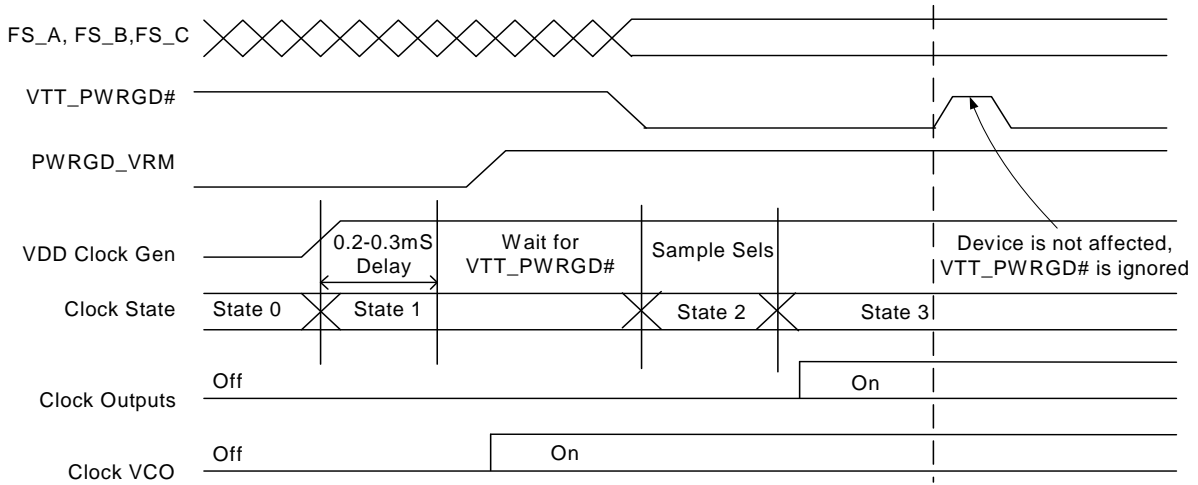 FS_A, FS_B,FS_C
VTT_PWRGD#
PWRGD_VRM
VDD Clock Gen
0.2-0.3mS
Delay
Wait for
VTT_PWRGD#
Sample Sels
Device is not affected,
VTT_PWRGD# is ignored
Clock State
State 0
State 1
State 2
State 3
Clock Outputs
Off
On
Clock VCO
Off
On